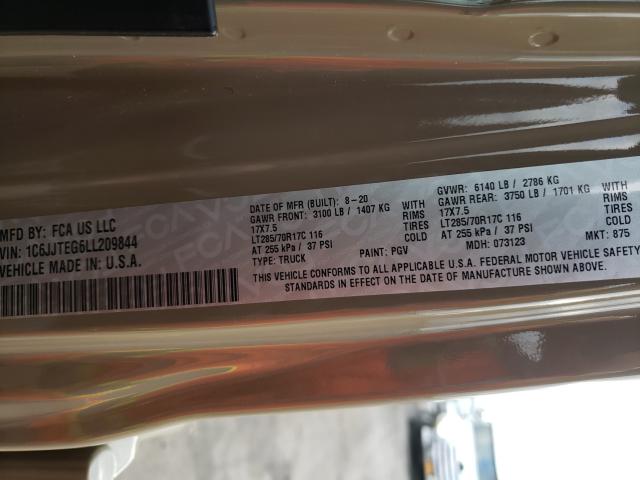 MFD BY: FCA US LLC
VIN: 1C6JJTEG6LL209844
VEHICLE MADE IN: U.S.A.
DATE OF MFR (BUILT): 8-20
GAWR FRONT: 3100 LB / 1407 KG WITH
17X7.5 RIMS
LT285/70R17C 116 TIRES
AT 255 kPa / 37 PSI COLD
TYPE: TRUCK PAINT: PGV
GVWR: 6140 LB / 2786 KG
GAWR REAR: 3750 LB / 1701 KG WITH
17X7.5 RIMS
LT285/70R17C 116 TIRES
AT 255 kPa / 37 PSI COLD
MDH: 073123 MKT: 875
THIS VEHICLE CONFORMS TO ALL APPLICABLE U.S.A. FEDERAL MOTOR VEHICLE SAFETY
STANDARDS IN EFFECT ON THE DATE OF MANUFACTURE SHOWN ABOVE.